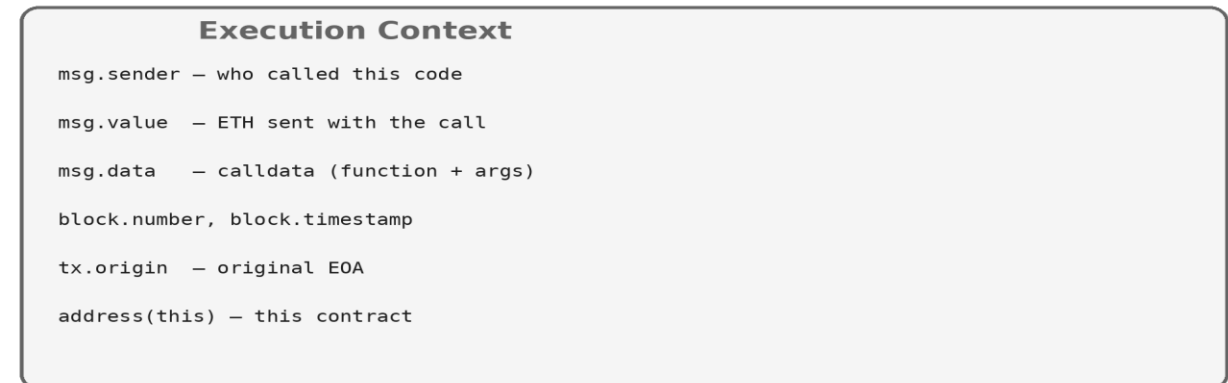 Execution Context
msg.sender — who called this code
msg.value  — ETH sent with the call
msg.data   — calldata (function + args)
block.number, block.timestamp
tx.origin  — original EOA
address(this) — this contract